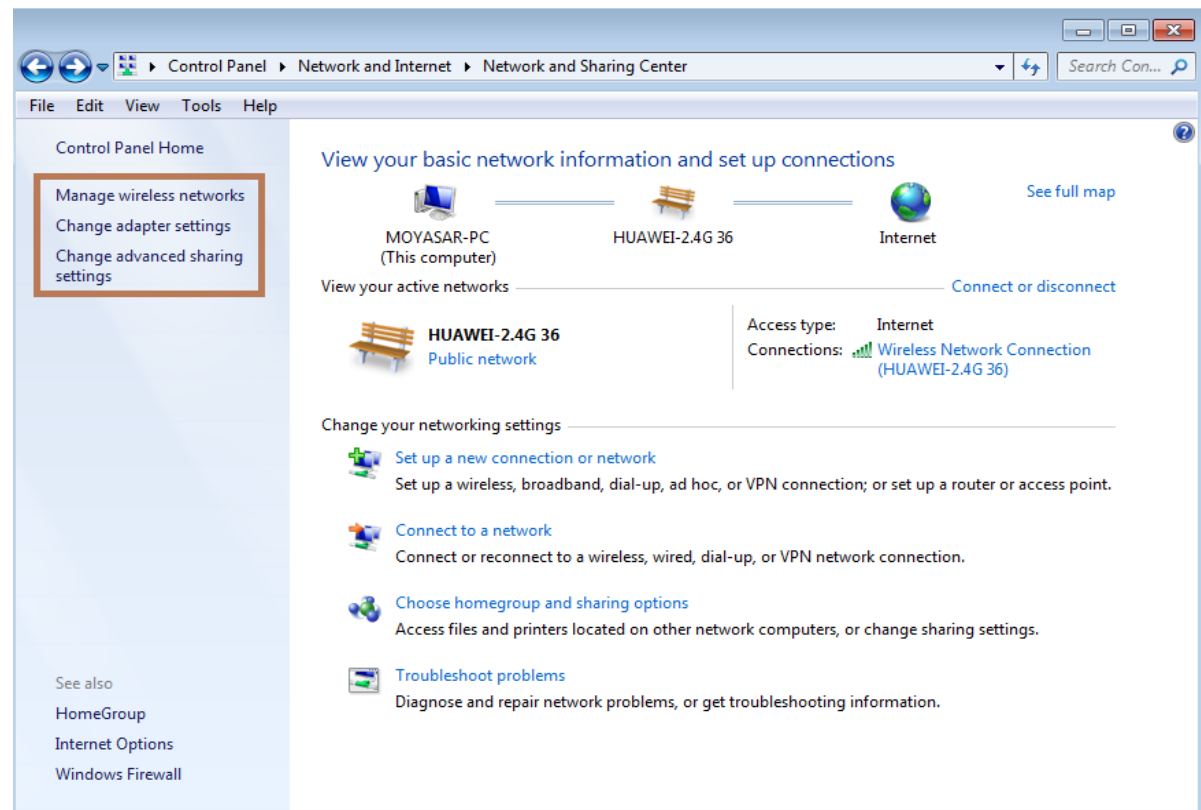 Control Panel ▸ Network and Internet ▸ Network and Sharing Center
Search Con...
File Edit View Tools Help
Control Panel Home
Manage wireless networks
Change adapter settings
Change advanced sharing
settings
See also
HomeGroup
Internet Options
Windows Firewall
View your basic network information and set up connections
See full map
MOYASAR-PC
(This computer)
HUAWEI-2.4G 36
Internet
View your active networks
Connect or disconnect
HUAWEI-2.4G 36
Public network
Access type: Internet
Connections: Wireless Network Connection
(HUAWEI-2.4G 36)
Change your networking settings
Set up a new connection or network
Set up a wireless, broadband, dial-up, ad hoc, or VPN connection; or set up a router or access point.
Connect to a network
Connect or reconnect to a wireless, wired, dial-up, or VPN network connection.
Choose homegroup and sharing options
Access files and printers located on other network computers, or change sharing settings.
Troubleshoot problems
Diagnose and repair network problems, or get troubleshooting information.